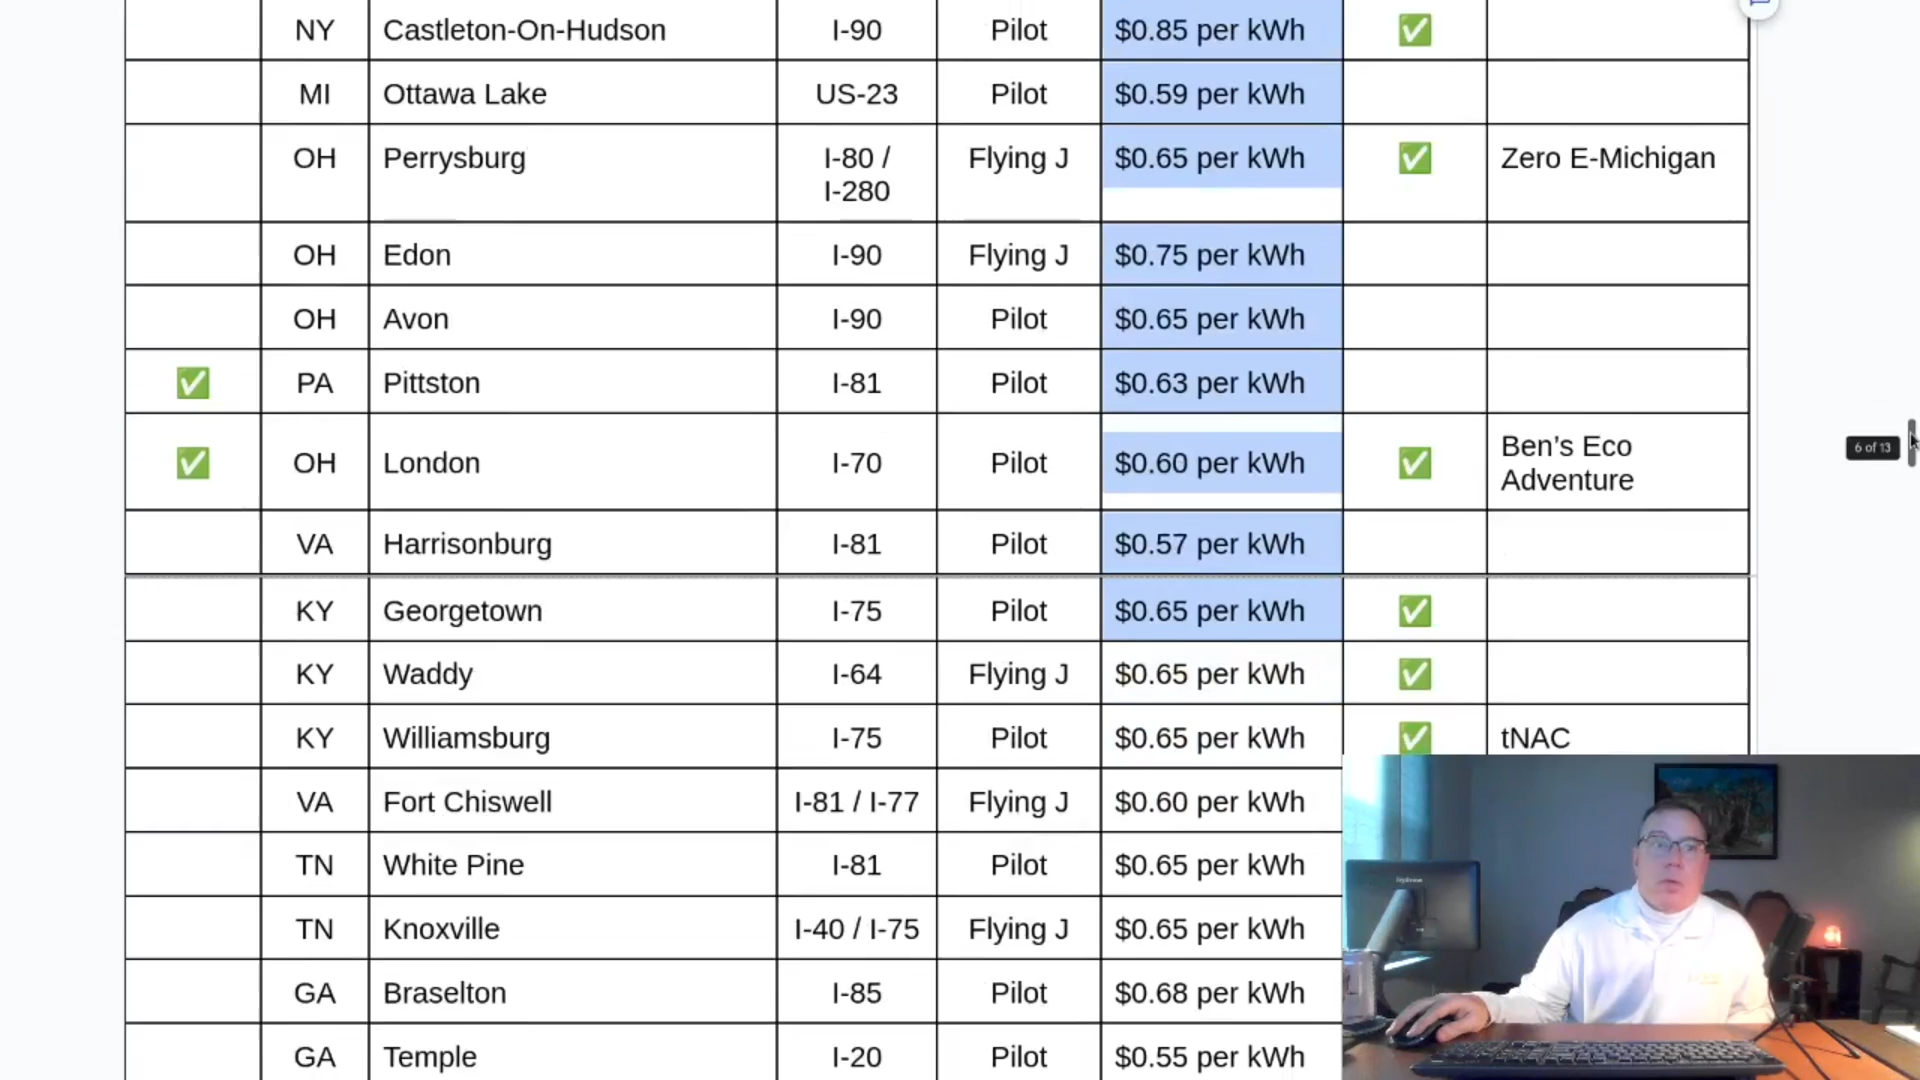 NY Castleton-On-Hudson I-90 Pilot $0.85 per kWh ✅
MI Ottawa Lake US-23 Pilot $0.59 per kWh
OH Perrysburg I-80 / Flying J $0.65 per kWh ✅ Zero E-Michigan
I-280
OH Edon I-90 Flying J $0.75 per kWh
OH Avon I-90 Pilot $0.65 per kWh
✅ PA Pittston I-81 Pilot $0.63 per kWh
✅ OH London I-70 Pilot $0.60 per kWh ✅ Ben’s Eco
Adventure
6 of 13
VA Harrisonburg I-81 Pilot $0.57 per kWh
KY Georgetown I-75 Pilot $0.65 per kWh ✅
KY Waddy I-64 Flying J $0.65 per kWh ✅
KY Williamsburg I-75 Pilot $0.65 per kWh ✅ tNAC
VA Fort Chiswell I-81 / I-77 Flying J $0.60 per kWh
TN White Pine I-81 Pilot $0.65 per kWh
TN Knoxville I-40 / I-75 Flying J $0.65 per kWh
GA Braselton I-85 Pilot $0.68 per kWh
GA Temple I-20 Pilot $0.55 per kWh